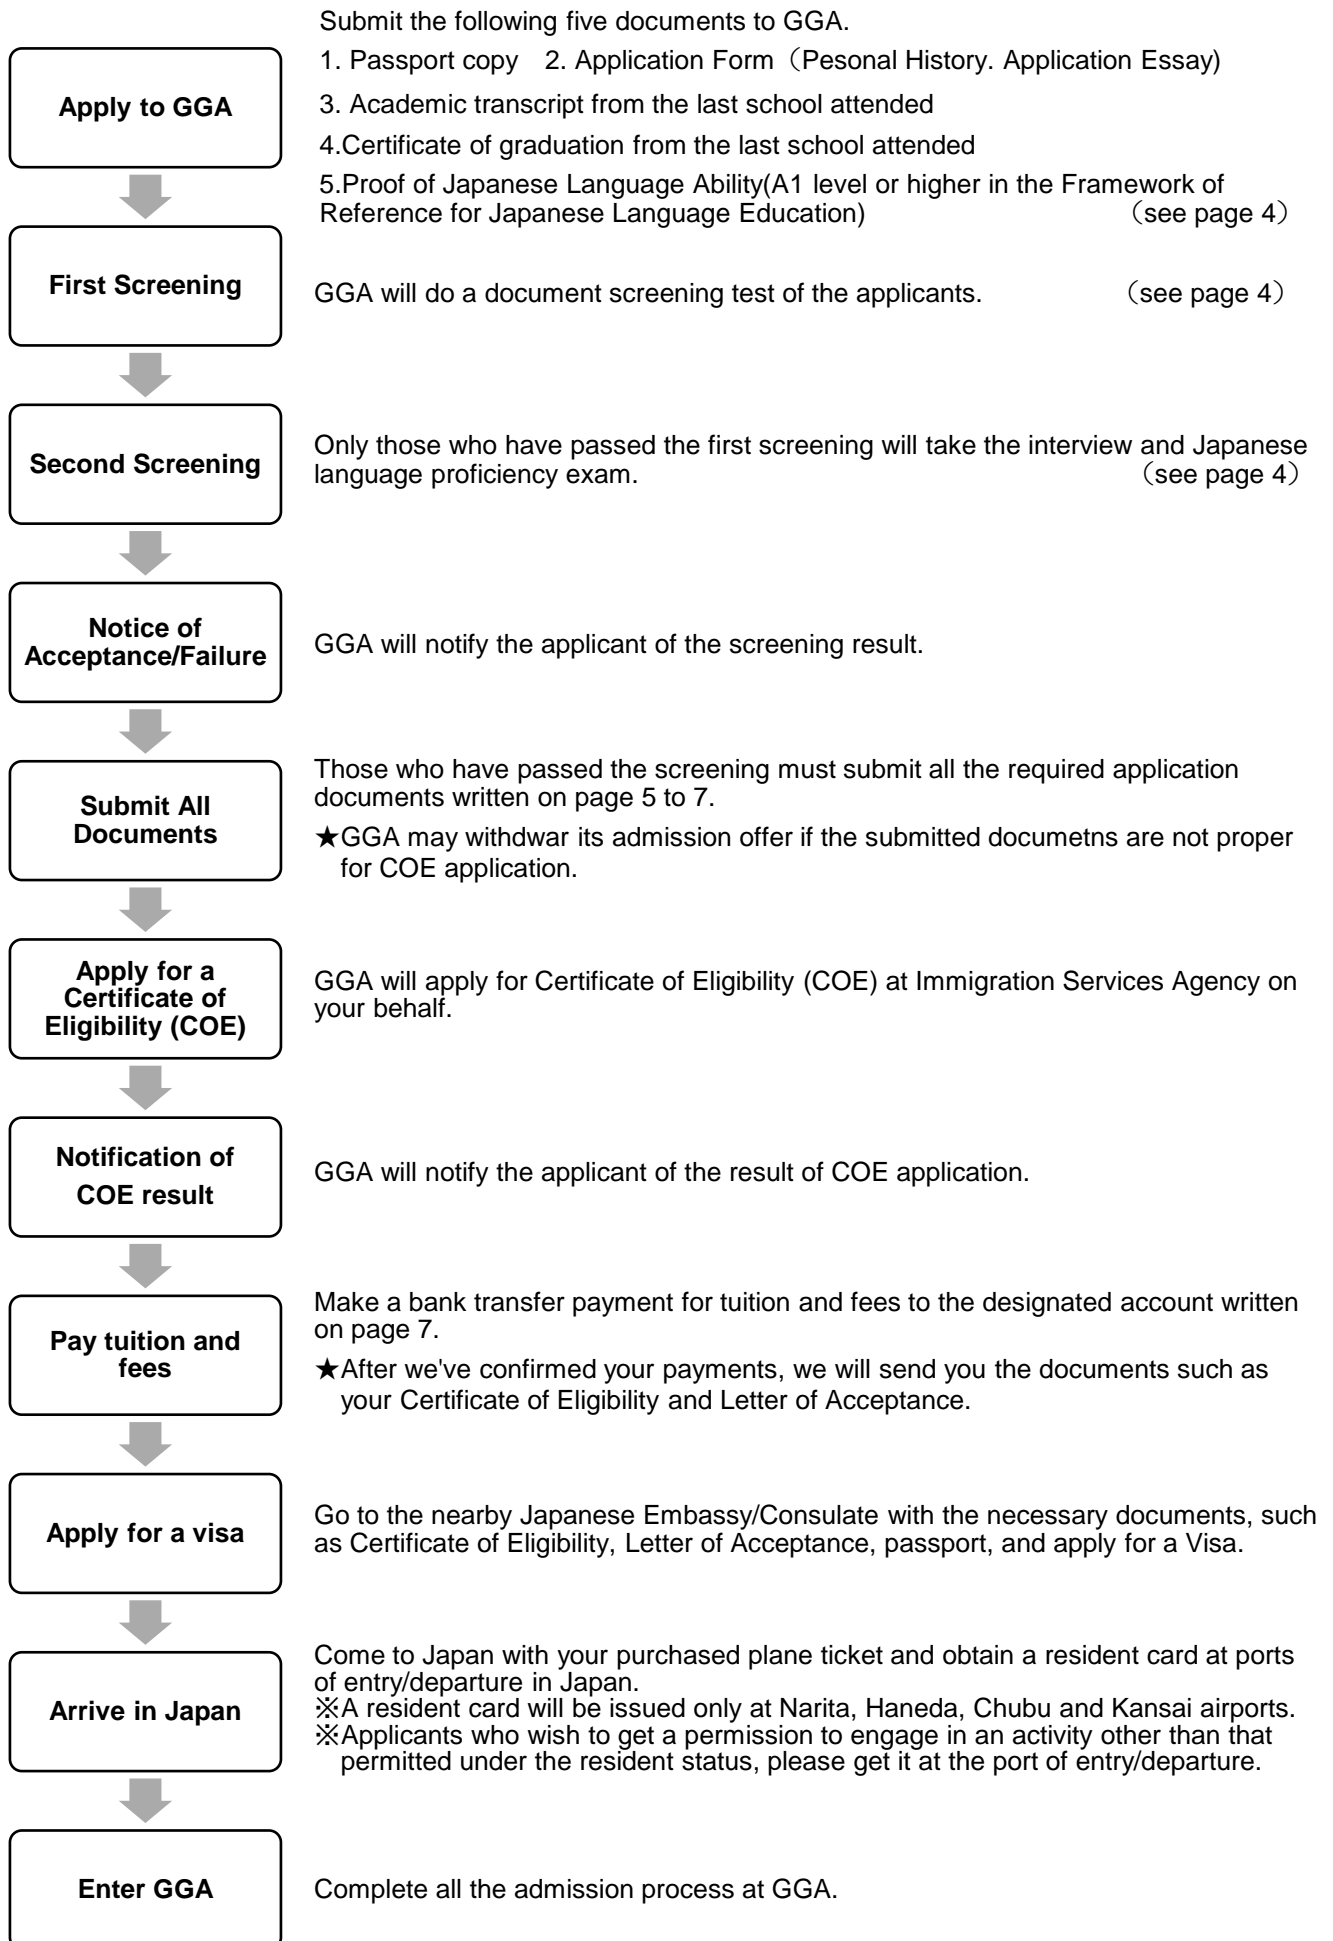 Submit the following five documents to GGA.
1. Passport copy 2. Application Form（Pesonal History. Application Essay)
Apply to GGA
3. Academic transcript from the last school attended
4.Certificate of graduation from the last school attended
5.Proof of Japanese Language Ability(A1 level or higher in the Framework of
Reference for Japanese Language Education) （see page 4）
First Screening
GGA will do a document screening test of the applicants. （see page 4）
Second Screening
Only those who have passed the first screening will take the interview and Japanese
language proficiency exam. （see page 4）
Notice of
Acceptance/Failure
GGA will notify the applicant of the screening result.
Submit All
Documents
Those who have passed the screening must submit all the required application
documents written on page 5 to 7.
★GGA may withdwar its admission offer if the submitted documetns are not proper
for COE application.
Apply for a
Certificate of
Eligibility (COE)
GGA will apply for Certificate of Eligibility (COE) at Immigration Services Agency on
your behalf.
Notification of
COE result
GGA will notify the applicant of the result of COE application.
Pay tuition and
fees
Make a bank transfer payment for tuition and fees to the designated account written
on page 7.
★After we've confirmed your payments, we will send you the documents such as
your Certificate of Eligibility and Letter of Acceptance.
Apply for a visa
Go to the nearby Japanese Embassy/Consulate with the necessary documents, such
as Certificate of Eligibility, Letter of Acceptance, passport, and apply for a Visa.
Arrive in Japan
Come to Japan with your purchased plane ticket and obtain a resident card at ports
of entry/departure in Japan.
※A resident card will be issued only at Narita, Haneda, Chubu and Kansai airports.
※Applicants who wish to get a permission to engage in an activity other than that
permitted under the resident status, please get it at the port of entry/departure.
Enter GGA
Complete all the admission process at GGA.